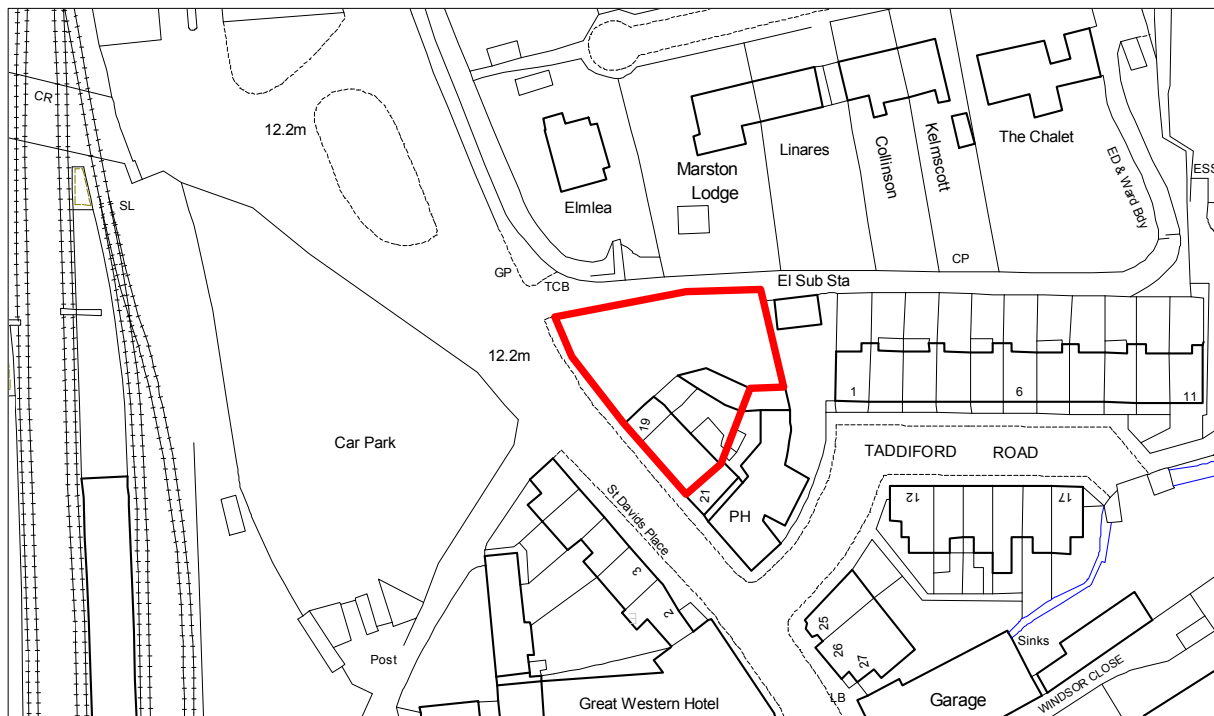 CR
12.2m
SL
Elmlea
Marston
Lodge
Linares
Collinson
Kelmscott
The Chalet
ED & Ward Bdy
ESS
GP
TCB
CP
El Sub Sta
12.2m
Car Park
19
21
PH
1
6
11
TADDIFORD ROAD
12
17
St Davids Place
3
2
25
26
27
LB
Post
Great Western Hotel
Garage
Sinks
WINDSOR CLOSE